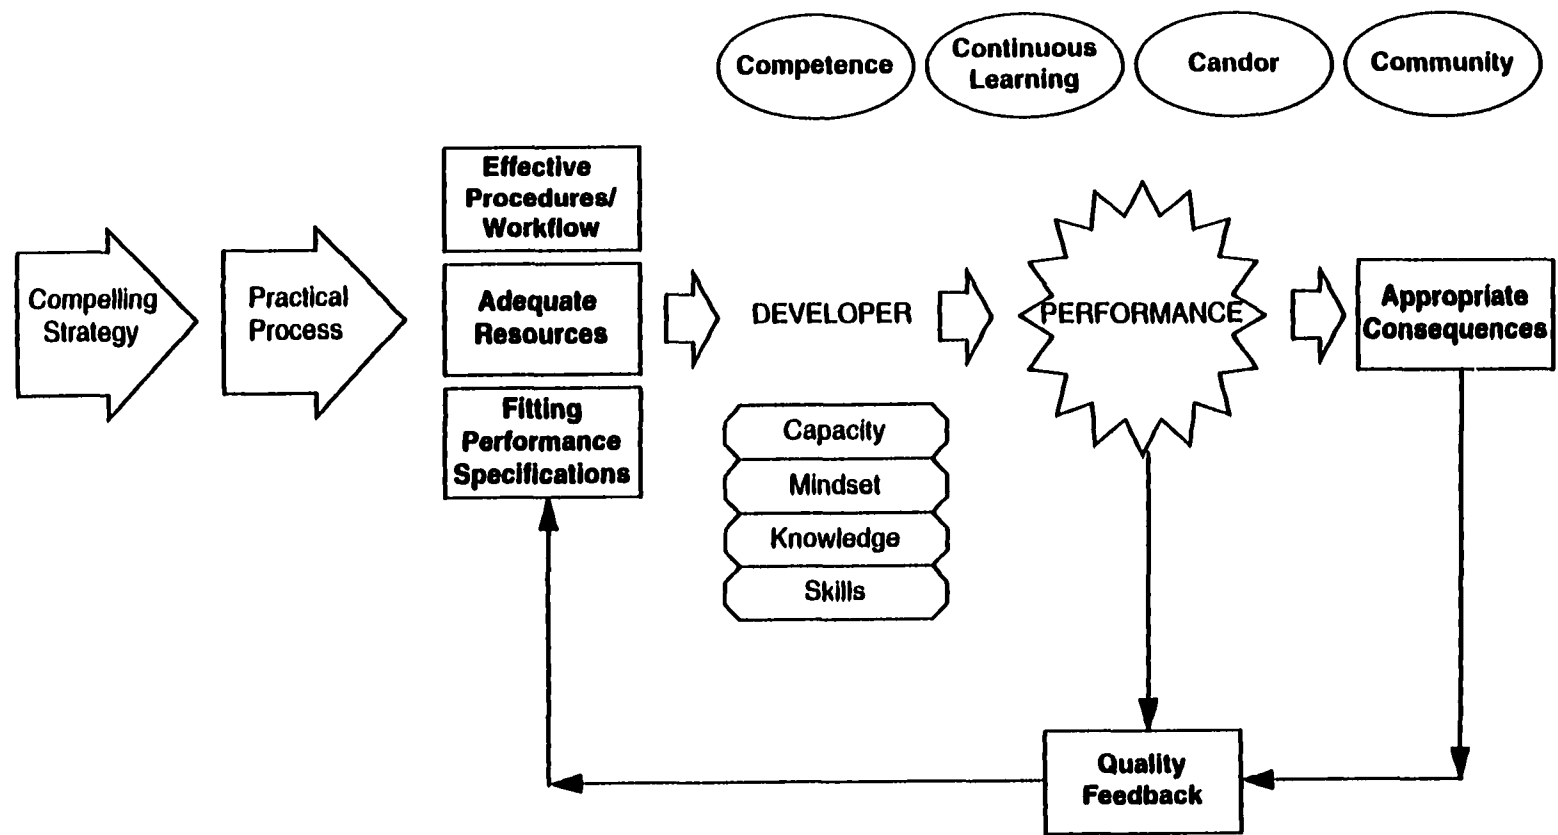 Competence
Continuous
Learning
Candor
Community
Compelling
Strategy
Practical
Process
Effective
Procedures/
Workflow
Adequate
Resources
Fitting
Performance
Specifications
DEVELOPER
Capacity
Mindset
Knowledge
Skills
PERFORMANCE
Appropriate
Consequences
Quality
Feedback